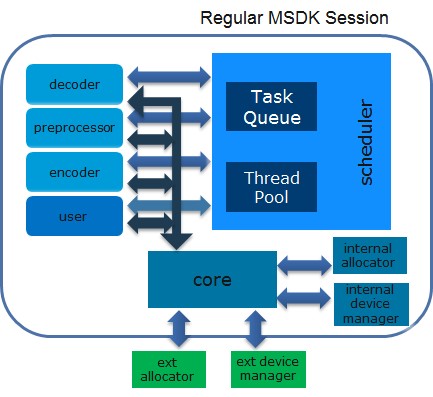 Regular MSDK Session
decoder
preprocessor
encoder
user
Task
Queue
Thread
Pool
scheduler
core
internal
allocator
internal
device
manager
ext
allocator
ext device
manager